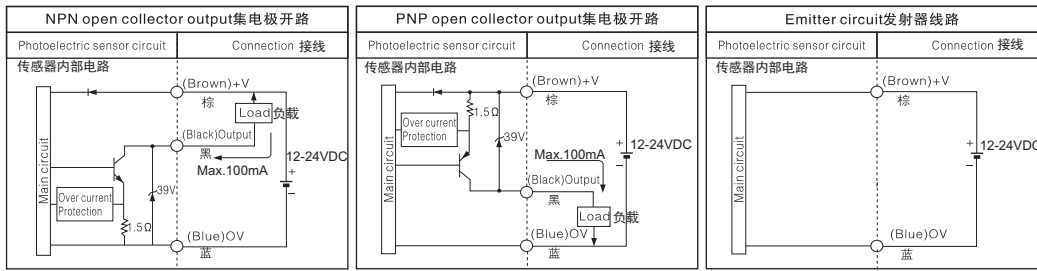 NPN open collector output集电极开路
Photoelectric sensor circuit
Connection 接线
传感器内部电路
(Brown)+V
棕
Load负载
(Black)Output
黑
Max.100mA
12-24VDC
+
−
Main circuit
39V
Over current
Protection
1.5Ω
(Blue)OV
蓝
PNP open collector output集电极开路
Photoelectric sensor circuit
Connection 接线
传感器内部电路
(Brown)+V
棕
1.5Ω
Over current
Protection
39V
Main circuit
+
12-24VDC
−
Max.100mA
(Black)Output
黑
Load负载
(Blue)OV
蓝
Emitter circuit发射器线路
Photoelectric sensor circuit
Connection 接线
传感器内部电路
(Brown)+V
棕
Main circuit
+
12-24VDC
−
(Blue)OV
蓝